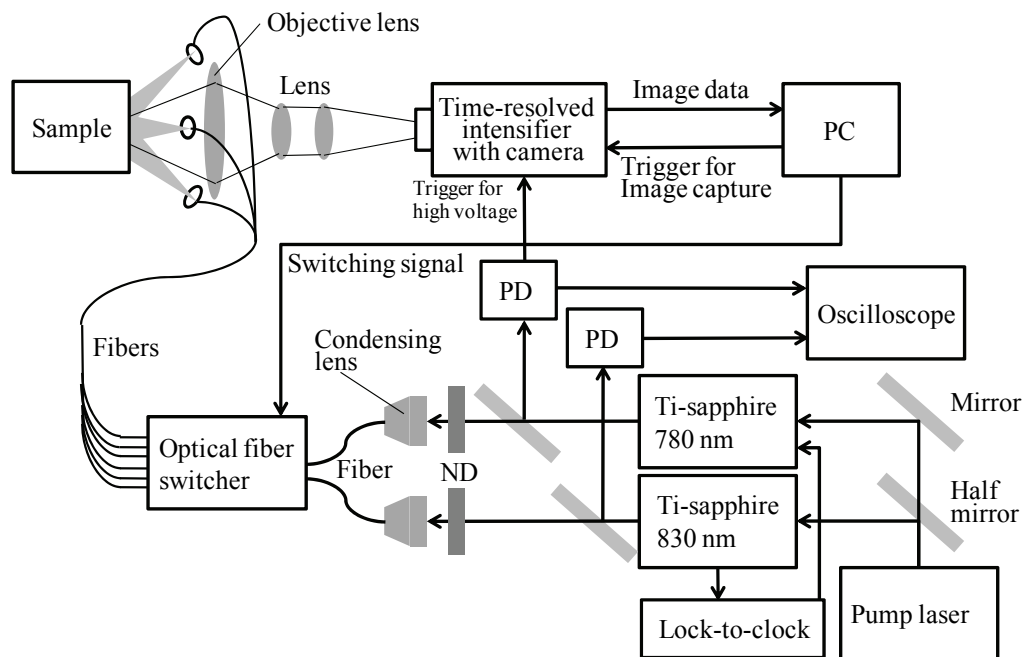 Objective lens
Lens
Sample
Time-resolved
intensifier
with camera
Image data
PC
Trigger for
Image capture
Trigger for
high voltage
Switching signal
PD
Oscilloscope
PD
Fibers
Condensing
lens
Ti-sapphire
780 nm
Mirror
Optical fiber
switcher
Fiber
ND
Ti-sapphire
830 nm
Half
mirror
Lock-to-clock
Pump laser